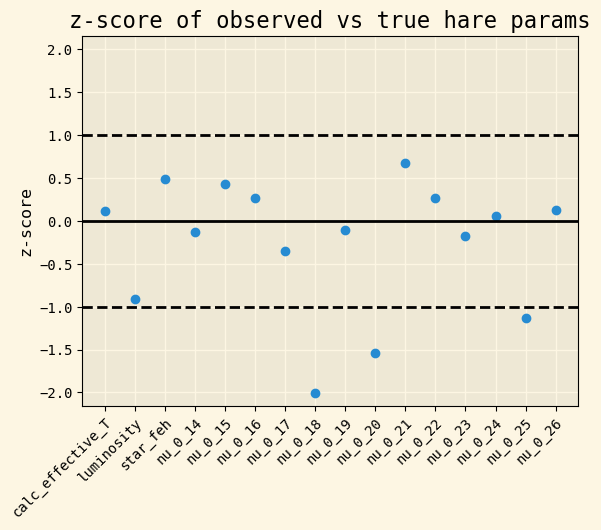 z-score of observed vs true hare params
z-score
2.0
1.5
1.0
0.5
0.0
−0.5
−1.0
−1.5
−2.0
calc_effective_T
luminosity
star_feh
nu_0_14
nu_0_15
nu_0_16
nu_0_17
nu_0_18
nu_0_19
nu_0_20
nu_0_21
nu_0_22
nu_0_23
nu_0_24
nu_0_25
nu_0_26